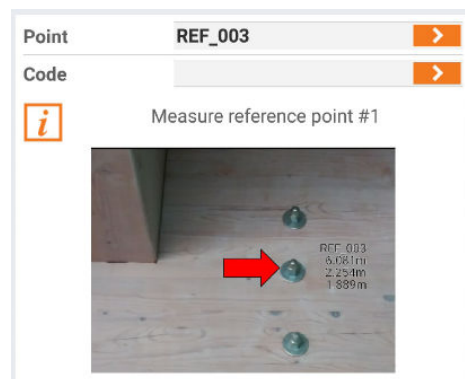 Point REF_003
Code
i Measure reference point #1
REF_003
6.081m
2.254m
1.889m